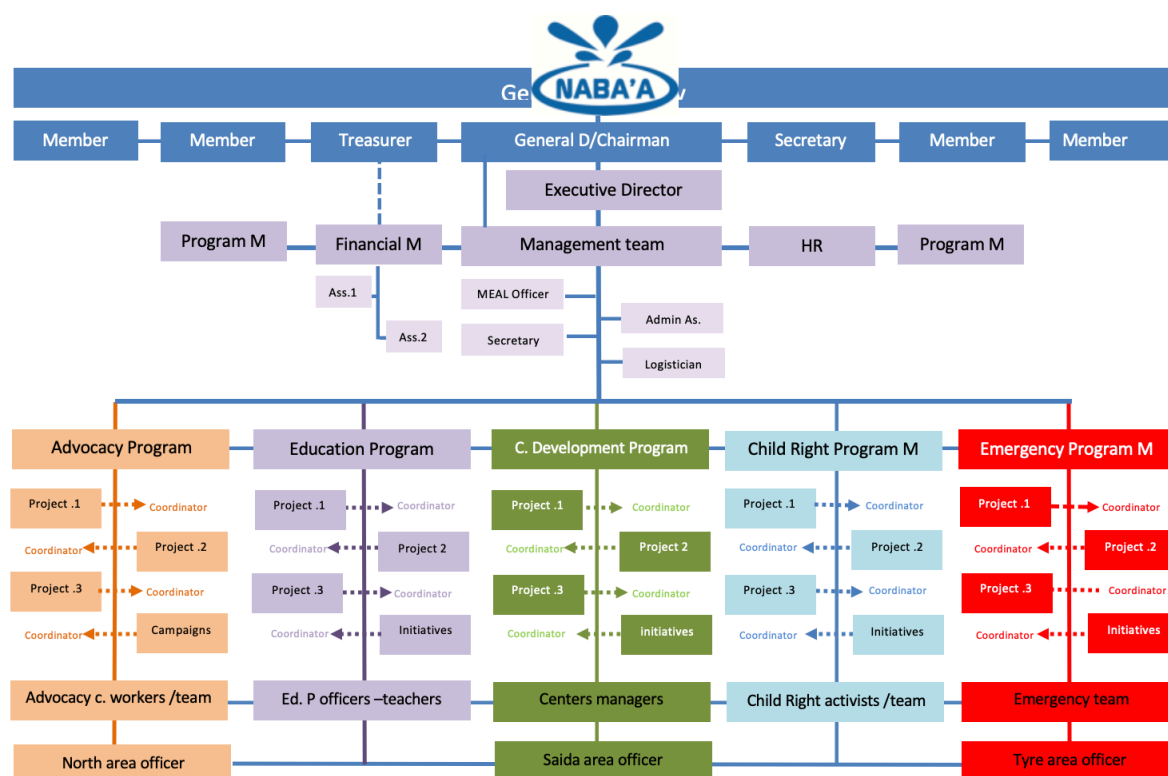 NABA'A
Ge
Member
Member
Treasurer
General D/Chairman
Secretary
Member
Member
Executive Director
Program M
Financial M
Management team
HR
Program M
Ass.1
MEAL Officer
Admin As.
Ass.2
Secretary
Logistician
Advocacy Program
Education Program
C. Development Program
Child Right Program M
Emergency Program M
Project .1
Coordinator
Project .1
Coordinator
Project .1
Coordinator
Project .1
Coordinator
Project .1
Coordinator
Coordinator
Project .2
Coordinator
Project 2
Coordinator
Project 2
Coordinator
Project .2
Coordinator
Project .2
Project .3
Coordinator
Project .3
Coordinator
Project .3
Coordinator
Project .3
Coordinator
Project .3
Coordinator
Coordinator
Campaigns
Coordinator
Initiatives
Coordinator
initiatives
Coordinator
Initiatives
Coordinator
Initiatives
Advocacy c. workers /team
Ed. P officers –teachers
Centers managers
Child Right activists /team
Emergency team
North area officer
Saida area officer
Tyre area officer